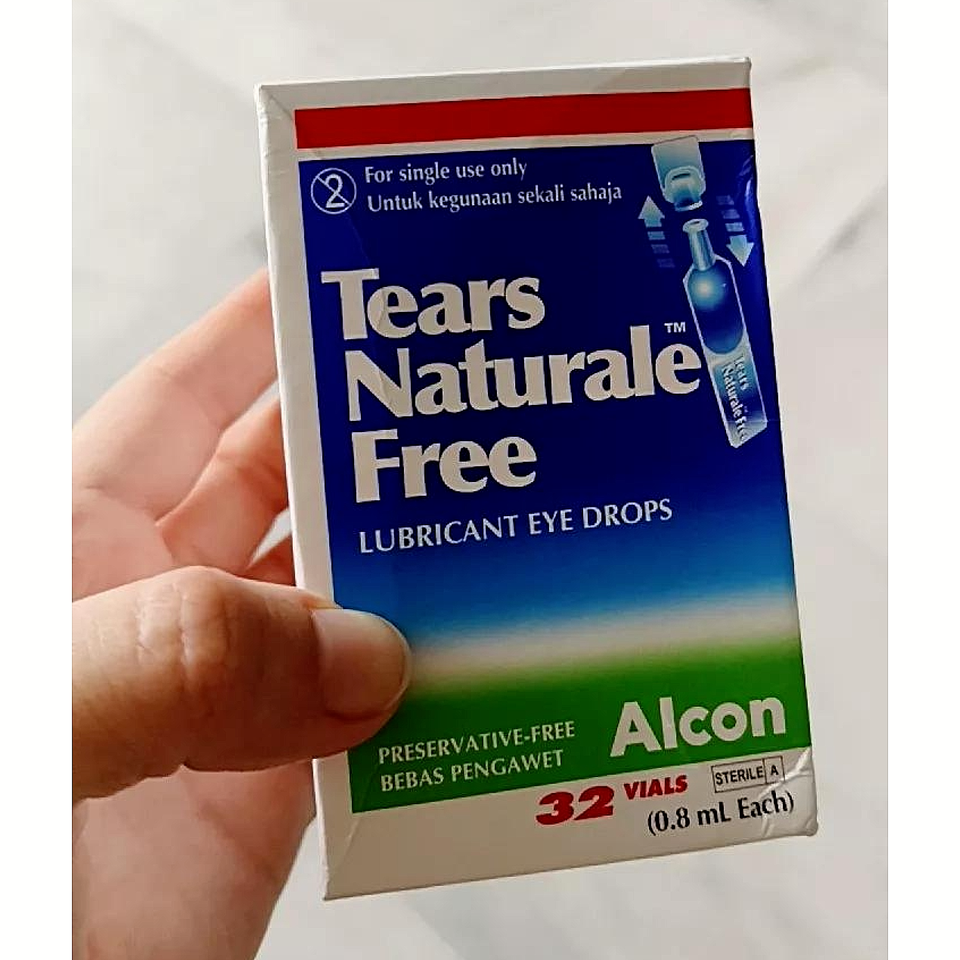 For single use only
Untuk kegunaan sekali sahaja
Tears
Naturale™
Free
LUBRICANT EYE DROPS
Tears
Naturale Free
Alcon
PRESERVATIVE-FREE
BEBAS PENGAWET
32 VIALS
STERILE A
(0.8 mL Each)